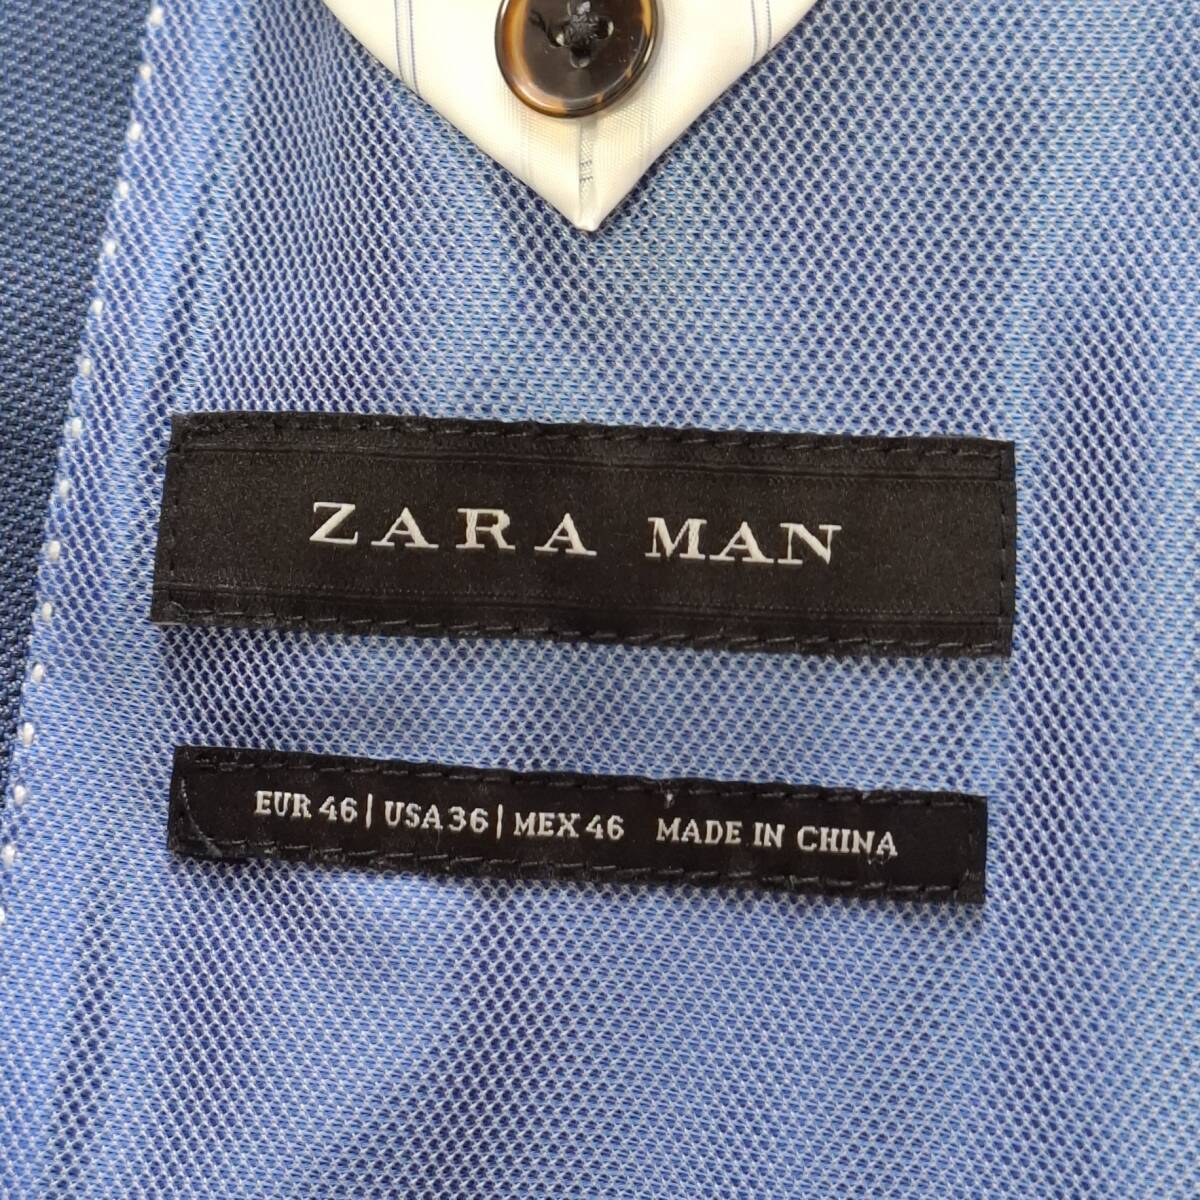 ZARA MAN
EUR 46 | USA 36 | MEX 46 MADE IN CHINA